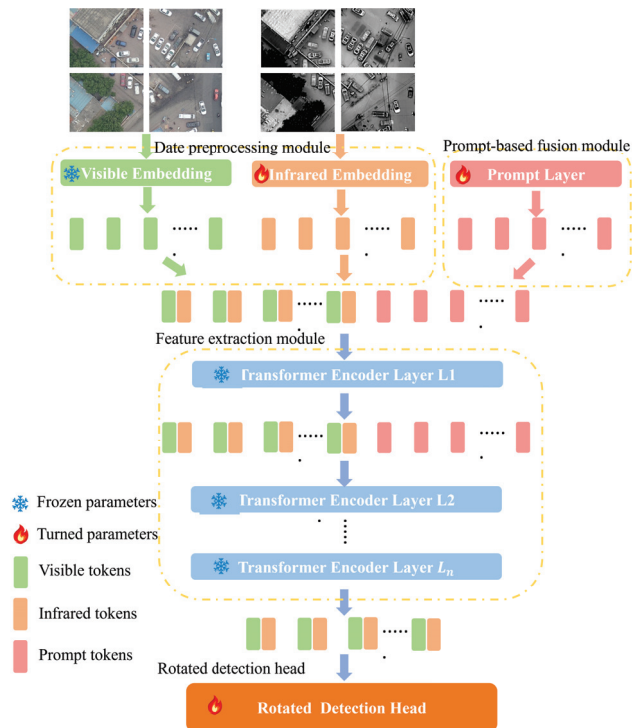 Date preprocessing module
Prompt-based fusion module
Visible Embedding
Infrared Embedding
Prompt Layer
Feature extraction module
Transformer Encoder Layer L1
Transformer Encoder Layer L2
Transformer Encoder Layer Lₙ
Frozen parameters
Turned parameters
Visible tokens
Infrared tokens
Prompt tokens
Rotated detection head
Rotated Detection Head